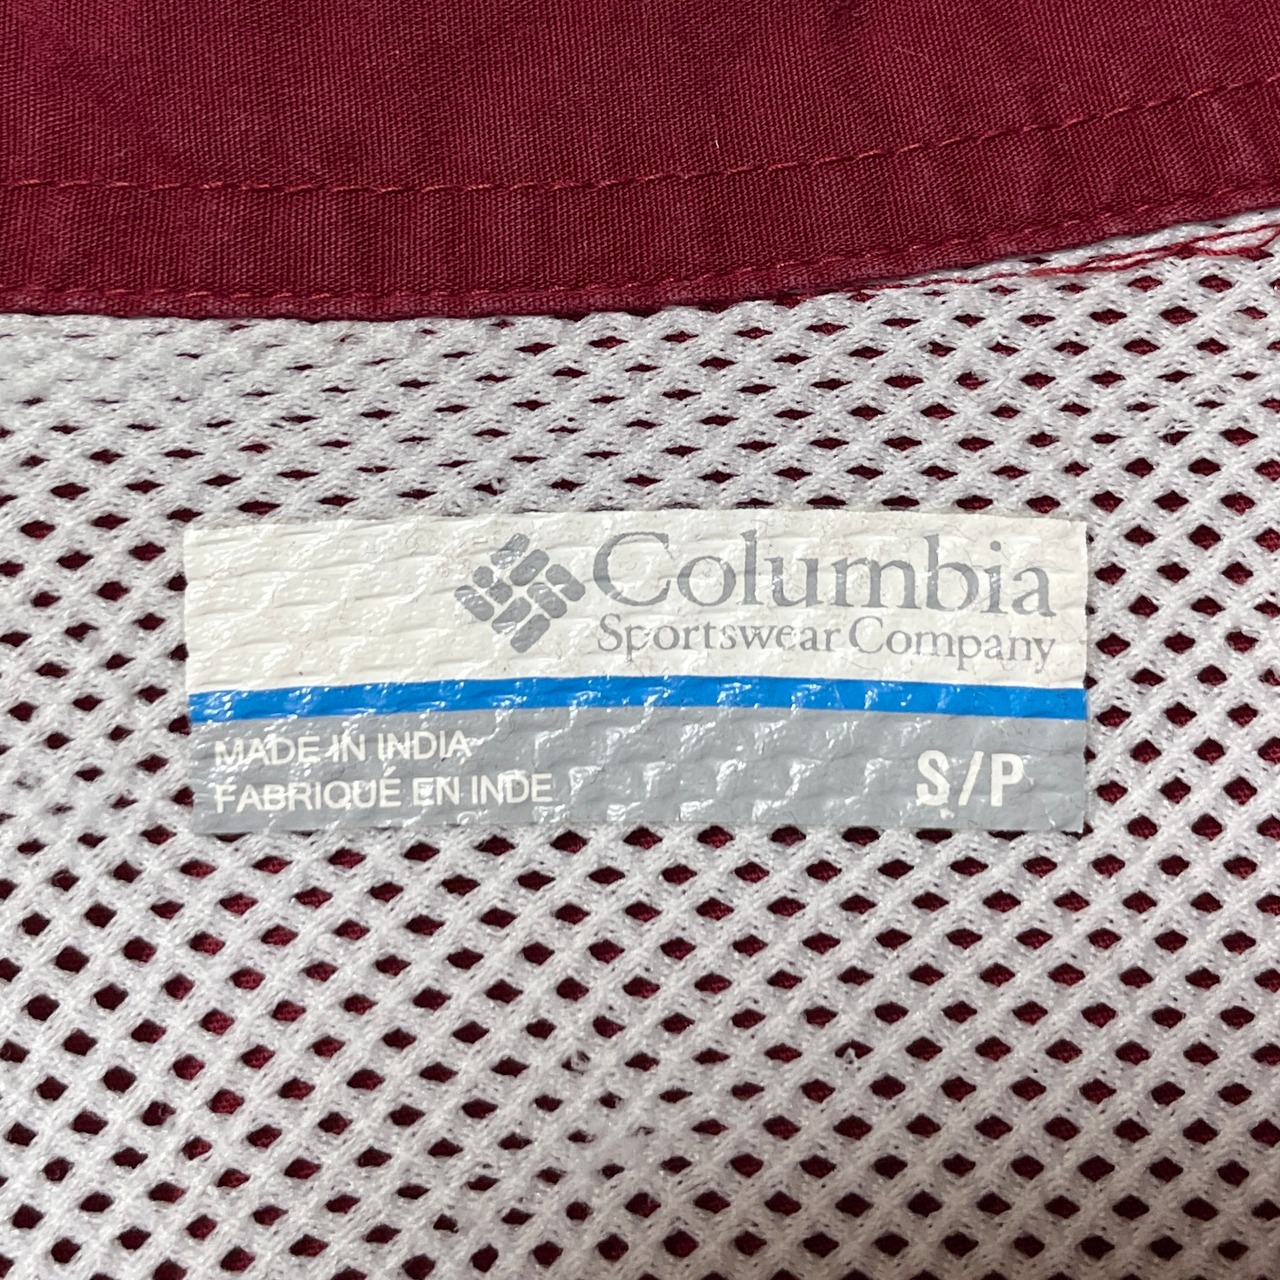 Columbia
Sportswear Company
MADE IN INDIA
FABRIQUÉ EN INDE
S/P